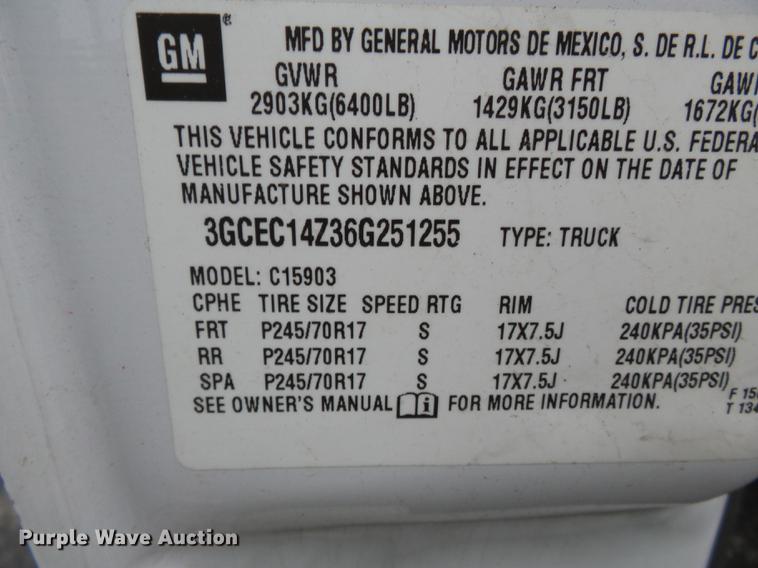 GM
MFD BY GENERAL MOTORS DE MEXICO, S. DE R.L. DE C
GVWR GAWR FRT GAW
2903KG(6400LB) 1429KG(3150LB) 1672KG(
THIS VEHICLE CONFORMS TO ALL APPLICABLE U.S. FEDERA
VEHICLE SAFETY STANDARDS IN EFFECT ON THE DATE OF
MANUFACTURE SHOWN ABOVE.
3GCEC14Z36G251255 TYPE: TRUCK
MODEL: C15903
CPHE TIRE SIZE SPEED RTG RIM COLD TIRE PRES
FRT P245/70R17 S 17X7.5J 240KPA(35PSI)
RR P245/70R17 S 17X7.5J 240KPA(35PSI)
SPA P245/70R17 S 17X7.5J 240KPA(35PSI)
SEE OWNER'S MANUAL i FOR MORE INFORMATION.
F 15
T 134
Purple Wave Auction